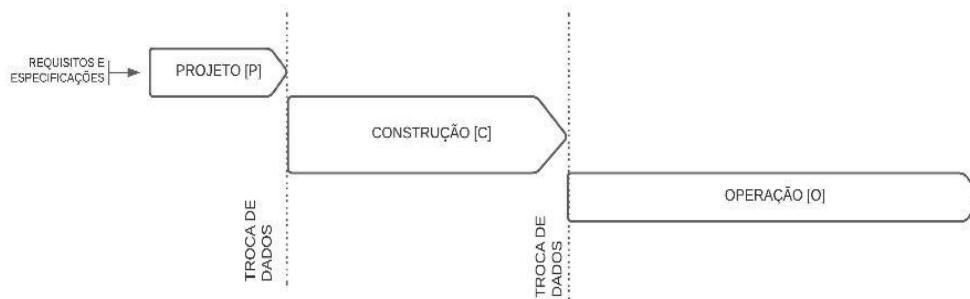 REQUISITOS E
ESPECIFICAÇÕES
PROJETO [P]
CONSTRUÇÃO [C]
OPERAÇÃO [O]
TROCA DE
DADOS
TROCA DE
DADOS